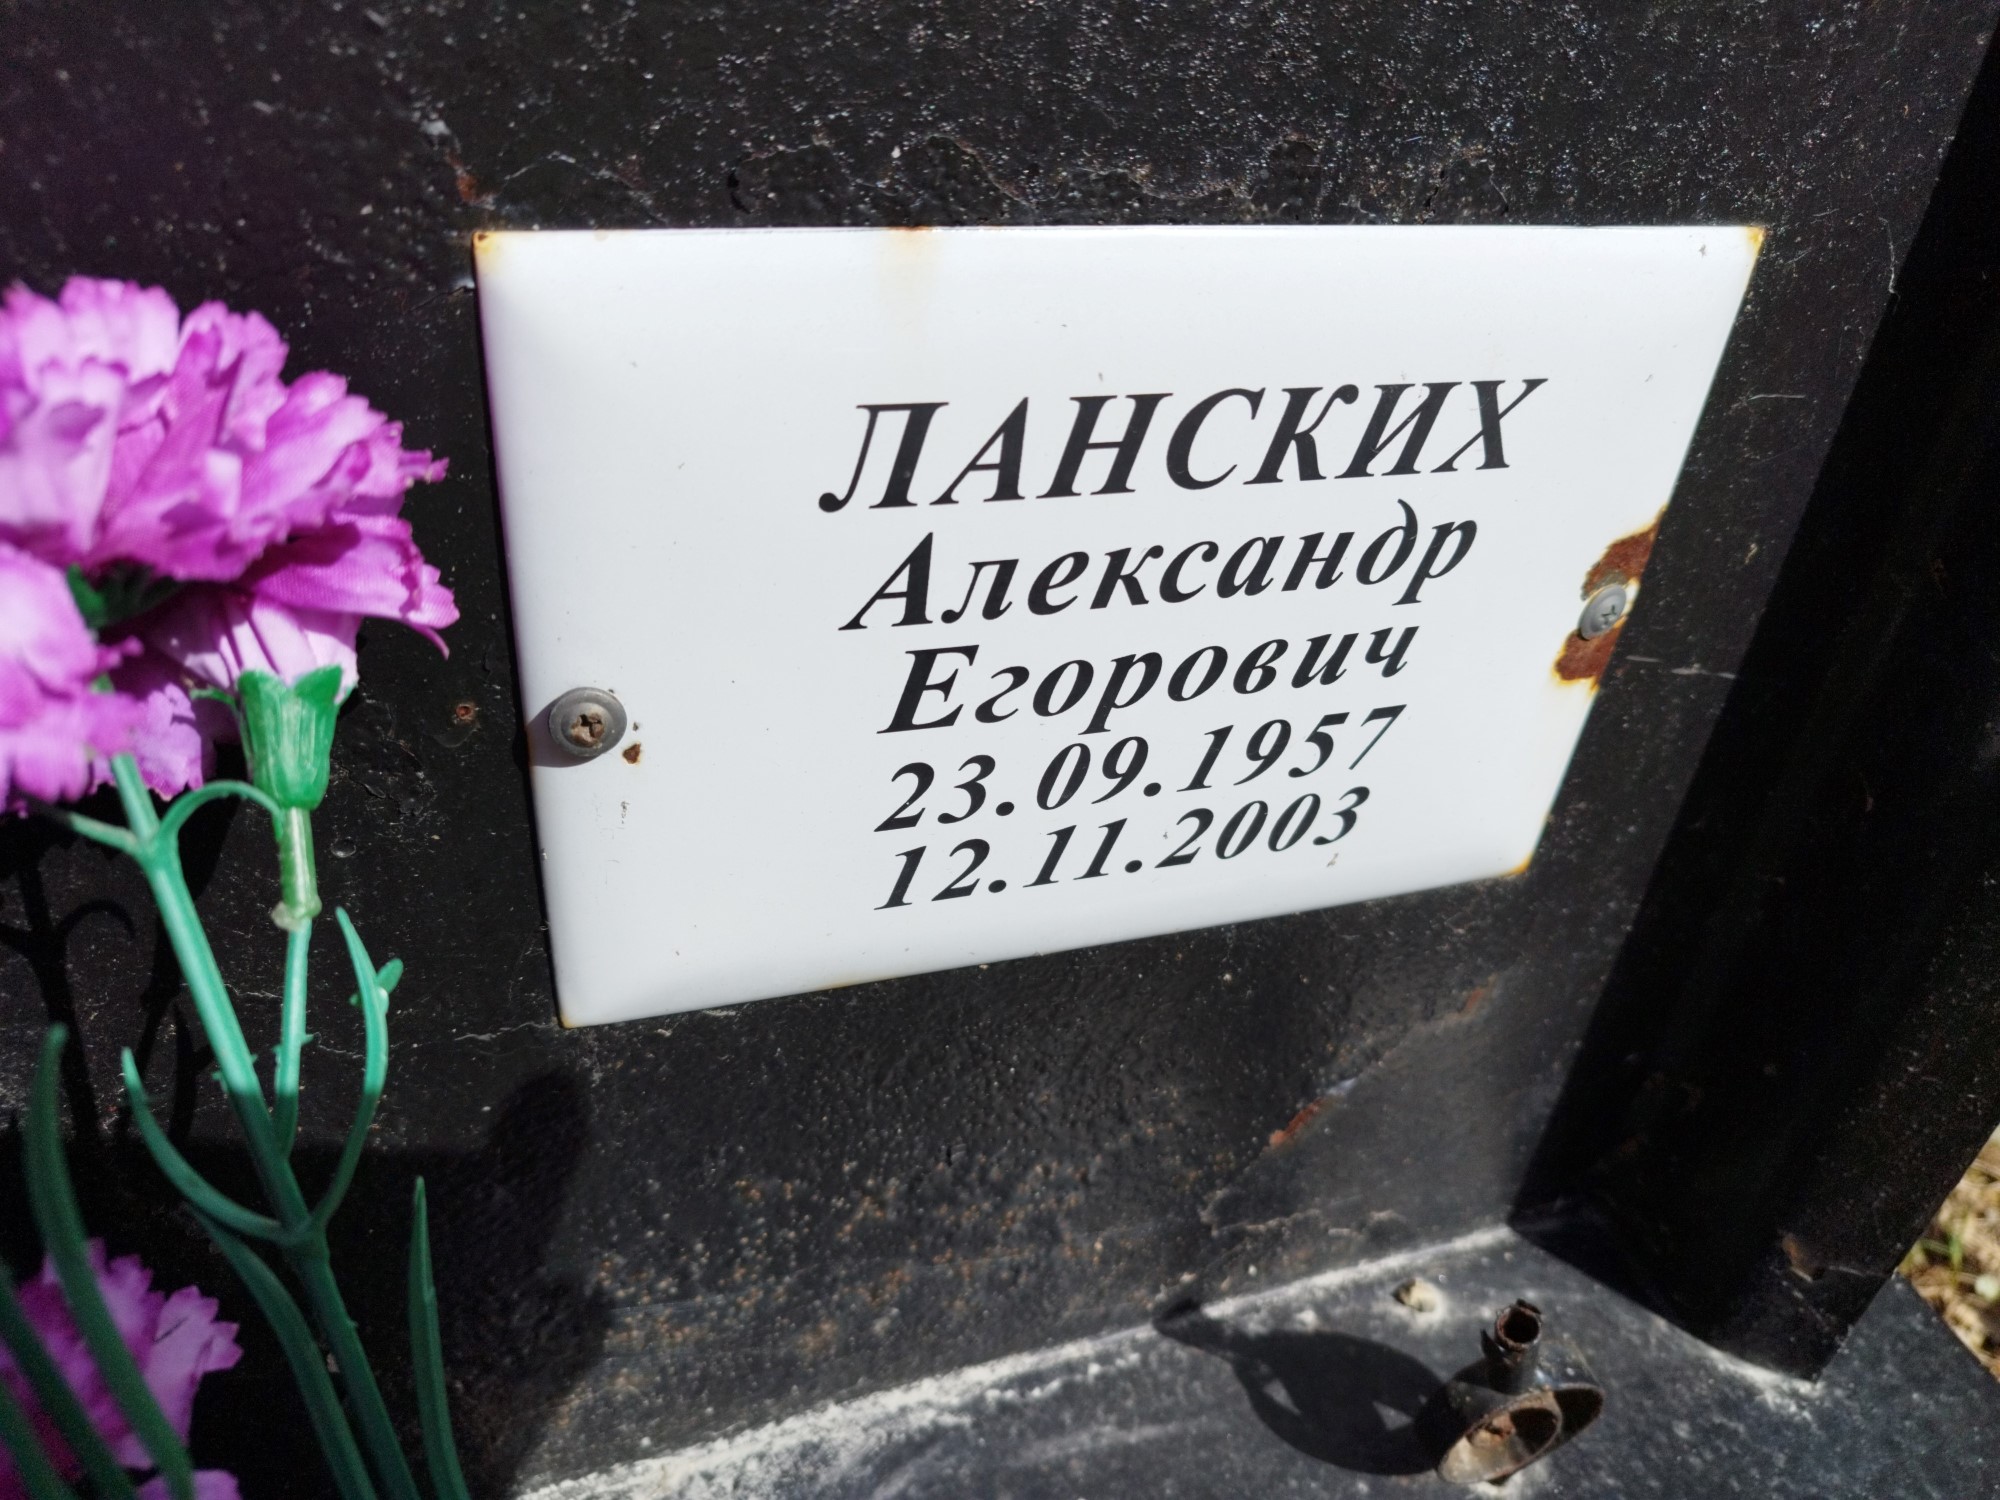 ЛАНСКИХ
Александр
Егорович
23.09.1957
12.11.2003